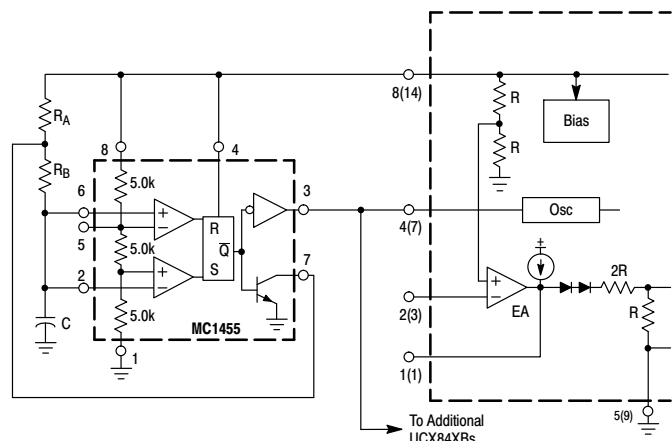 8(14)
R
Bias
R
RA
RB
8
4
6
5.0k
3
R
Q
S
5
5.0k
7
2
5.0k
MC1455
C
1
4(7)
Osc
+
−
+
−
+
−
EA
2R
R
2(3)
1(1)
5(9)
To Additional
UCX84XBs